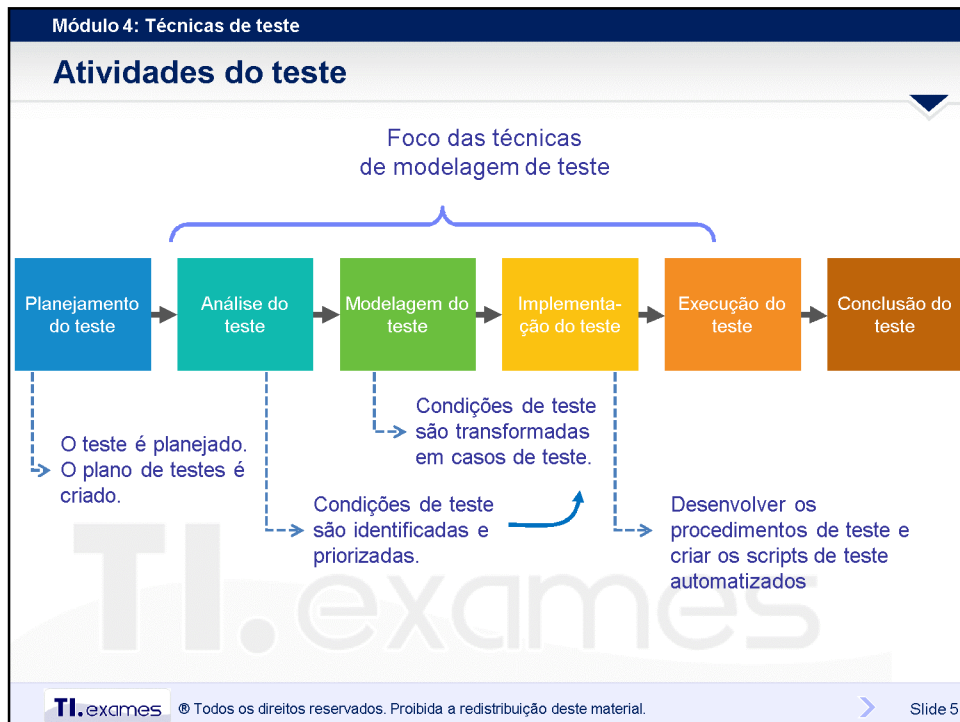 Módulo 4: Técnicas de teste
Atividades do teste
Foco das técnicas
de modelagem de teste
Planejamento
do teste
Análise do
teste
Modelagem do
teste
Implementa-
ção do teste
Execução do
teste
Conclusão do
teste
O teste é planejado.
O plano de testes é
criado.
Condições de teste
são transformadas
em casos de teste.
Condições de teste
são identificadas e
priorizadas.
Desenvolver os
procedimentos de teste e
criar os scripts de teste
automatizados
TI.exames
TI.exames ® Todos os direitos reservados. Proibida a redistribuição deste material. Slide 5